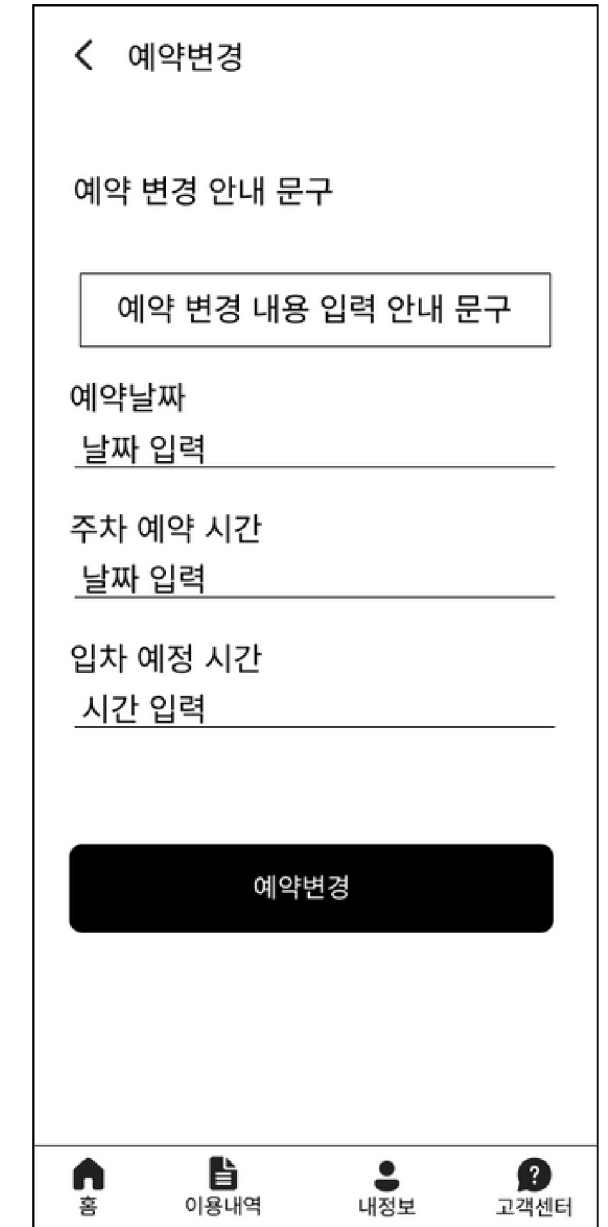 예약변경
예약 변경 안내 문구
예약 변경 내용 입력 안내 문구
예약날짜
날짜 입력
주차 예약 시간
날짜 입력
입차 예정 시간
시간 입력
예약변경
홈 이용내역 내정보 고객센터